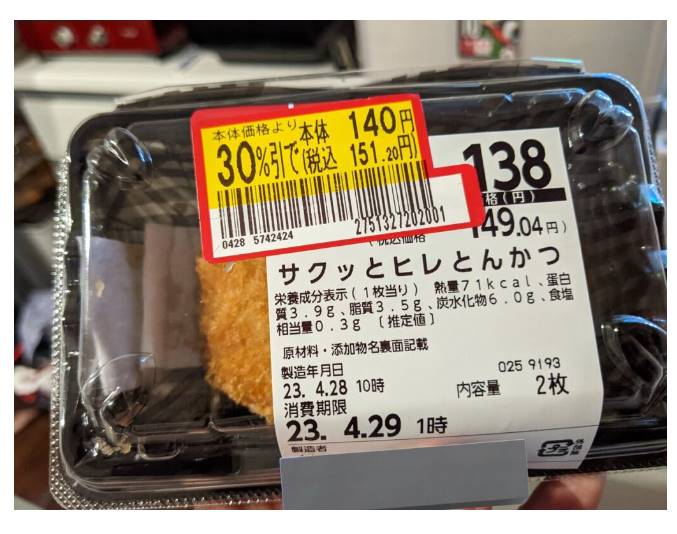 本体価格より本体 140円
30%引で(税込 151.20円)
0428 5742424
2751327202001
138
格(円)
(税込価格 149.04円)
サクッとヒレとんかつ
栄養成分表示(1枚当り) 熱量71kcal、蛋白
質3.9g、脂質3.5g、炭水化物6.0g、食塩
相当量0.3g〔推定値〕
原材料・添加物名裏面記載
025 9193
製造年月日
23. 4.28 10時
内容量 2枚
消費期限
23. 4.29 1時
製造者
プラ